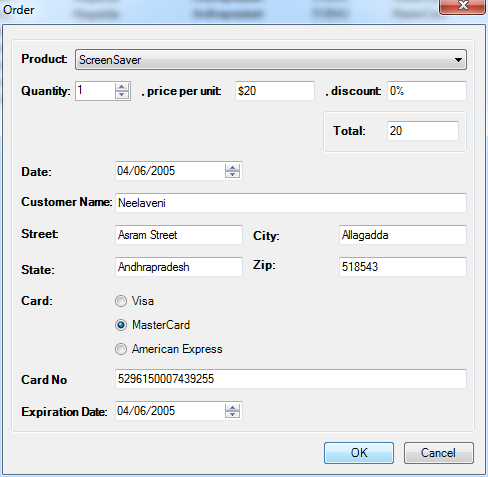 Order
Product: ScreenSaver
Quantity: 1 . price per unit: $20 . discount: 0%
Total: 20
Date: 04/06/2005
Customer Name: Neelaveni
Street: Asram Street City: Allagadda
State: Andhrapradesh Zip: 518543
Card: Visa
MasterCard
American Express
Card No 5296150007439255
Expiration Date: 04/06/2005
OK Cancel